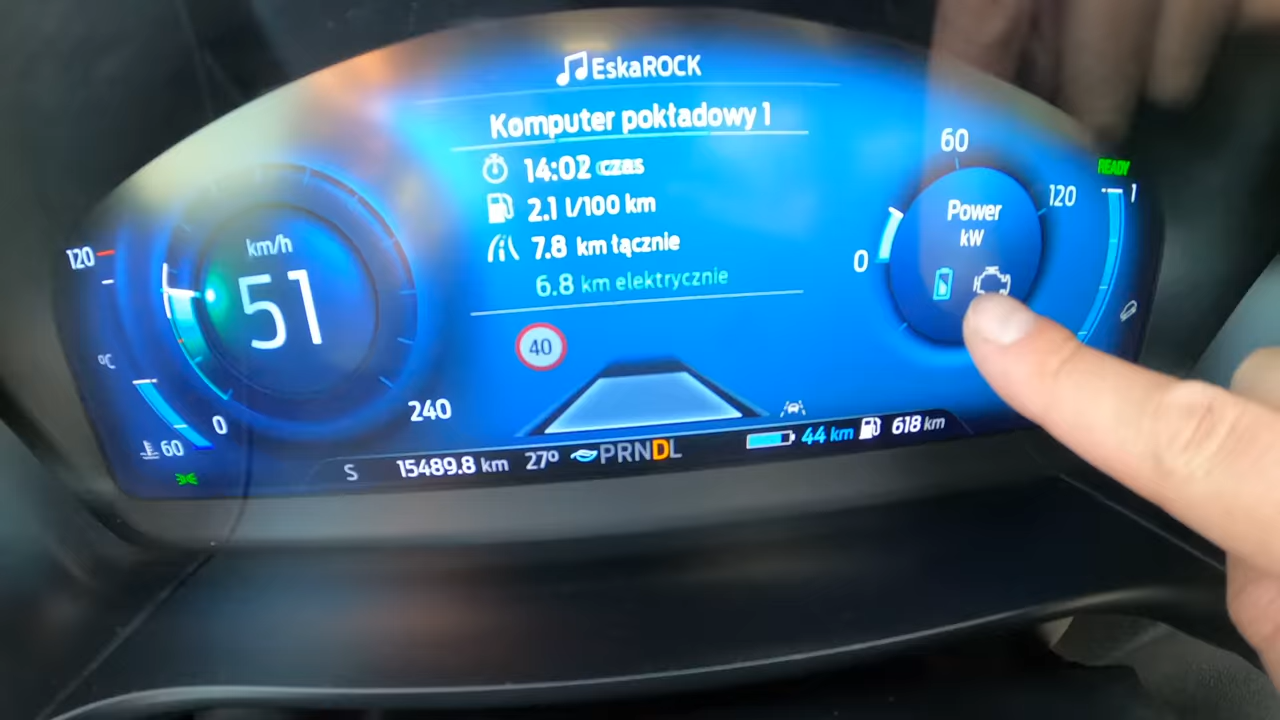 EskaROCK
Komputer pokładowy 1
14:02 czas
2.1 l/100 km
7.8 km łącznie
6.8 km elektrycznie
40
120
°C
60
km/h
51
0
240
60
120
0
Power
kW
READY
1
S 15489.8 km 27° PRNDL 44 km 618 km